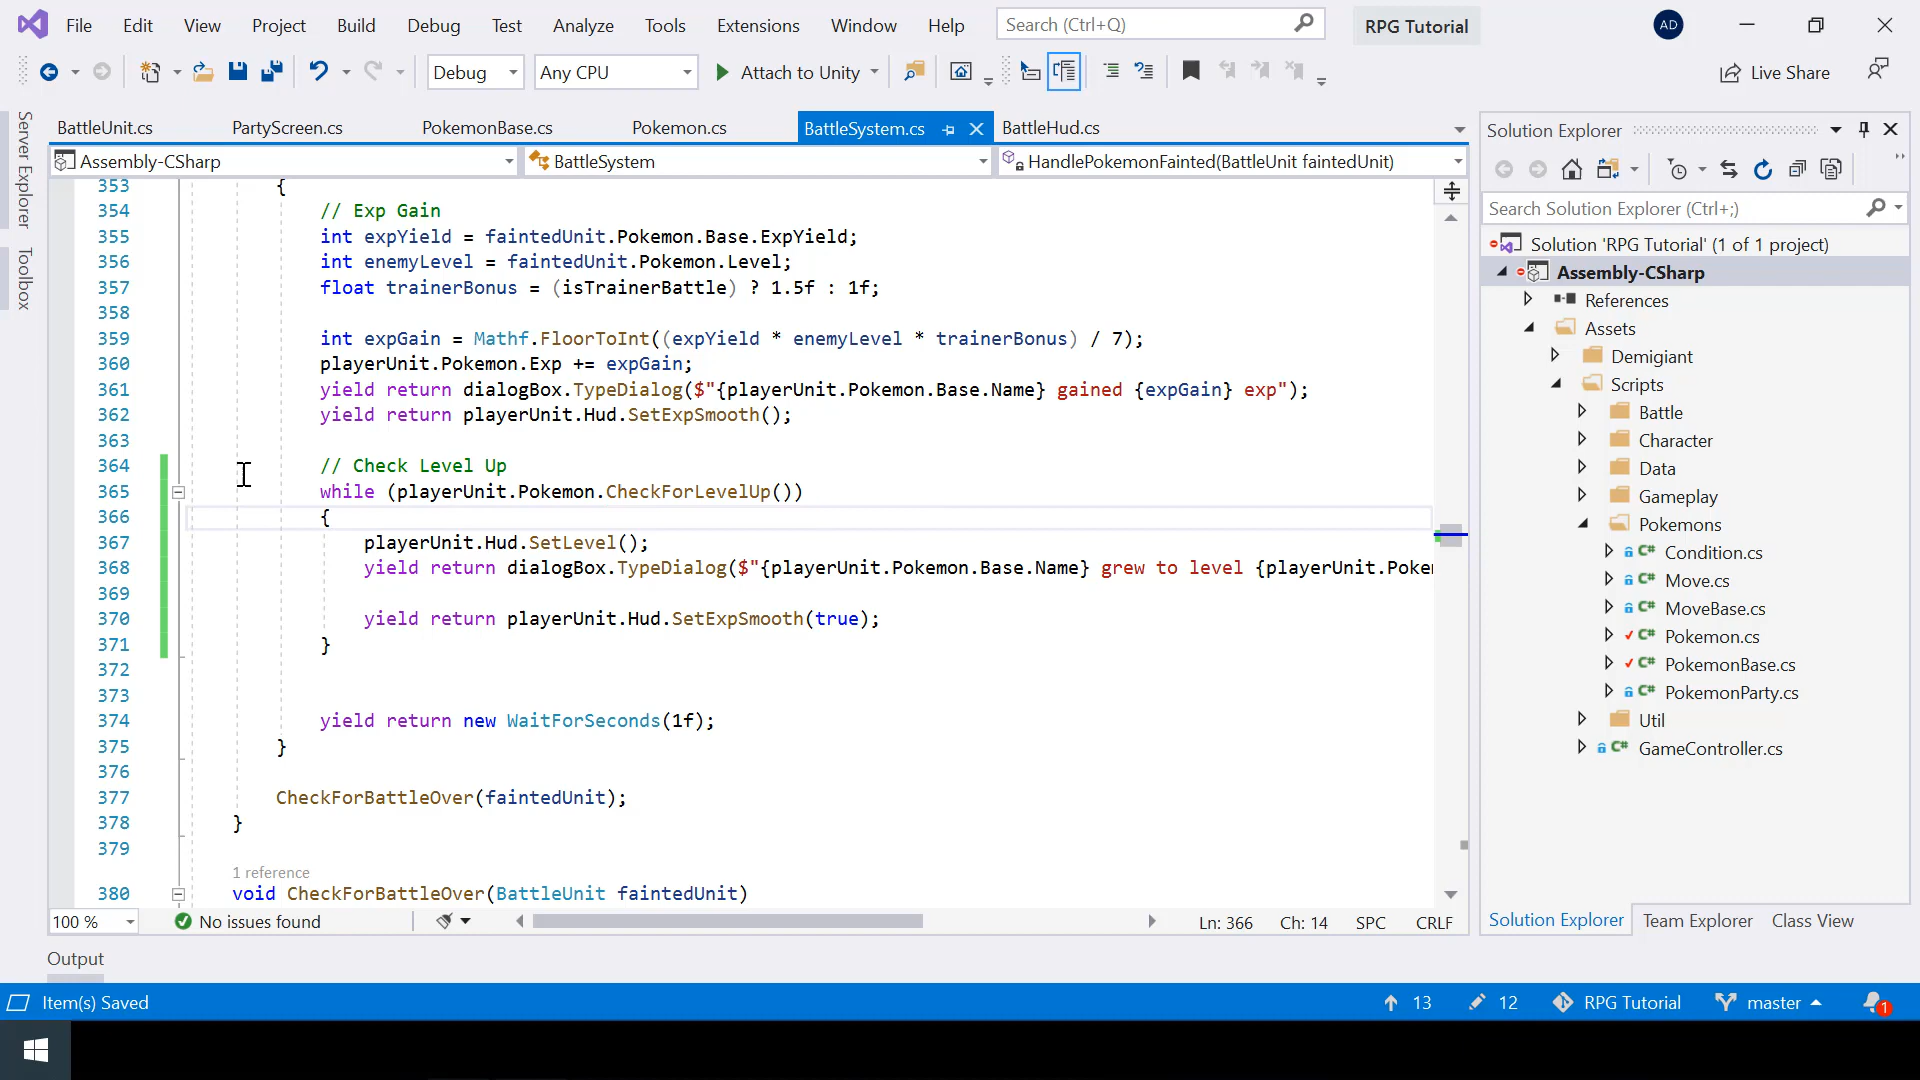 File Edit View Project Build Debug Test Analyze Tools Extensions Window Help Search (Ctrl+Q) RPG Tutorial AD
Debug Any CPU Attach to Unity Live Share
Server Explorer
Toolbox
BattleUnit.cs PartyScreen.cs PokemonBase.cs Pokemon.cs BattleSystem.cs BattleHud.cs
Assembly-CSharp BattleSystem HandlePokemonFainted(BattleUnit faintedUnit)
353 {
354 // Exp Gain
355 int expYield = faintedUnit.Pokemon.Base.ExpYield;
356 int enemyLevel = faintedUnit.Pokemon.Level;
357 float trainerBonus = (isTrainerBattle) ? 1.5f : 1f;
358
359 int expGain = Mathf.FloorToInt((expYield * enemyLevel * trainerBonus) / 7);
360 playerUnit.Pokemon.Exp += expGain;
361 yield return dialogBox.TypeDialog($"{playerUnit.Pokemon.Base.Name} gained {expGain} exp");
362 yield return playerUnit.Hud.SetExpSmooth();
363
364 // Check Level Up
365 while (playerUnit.Pokemon.CheckForLevelUp())
366 {
367 playerUnit.Hud.SetLevel();
368 yield return dialogBox.TypeDialog($"{playerUnit.Pokemon.Base.Name} grew to level {playerUnit.Poke
369
370 yield return playerUnit.Hud.SetExpSmooth(true);
371 }
372
373
374 yield return new WaitForSeconds(1f);
375 }
376
377 CheckForBattleOver(faintedUnit);
378 }
379
1 reference
380 void CheckForBattleOver(BattleUnit faintedUnit)
100 % No issues found Ln: 366 Ch: 14 SPC CRLF
Output
Solution Explorer
Search Solution Explorer (Ctrl+;)
Solution 'RPG Tutorial' (1 of 1 project)
Assembly-CSharp
References
Assets
Demigiant
Scripts
Battle
Character
Data
Gameplay
Pokemons
Condition.cs
Move.cs
MoveBase.cs
Pokemon.cs
PokemonBase.cs
PokemonParty.cs
Util
GameController.cs
Solution Explorer Team Explorer Class View
Item(s) Saved 13 12 RPG Tutorial master 1